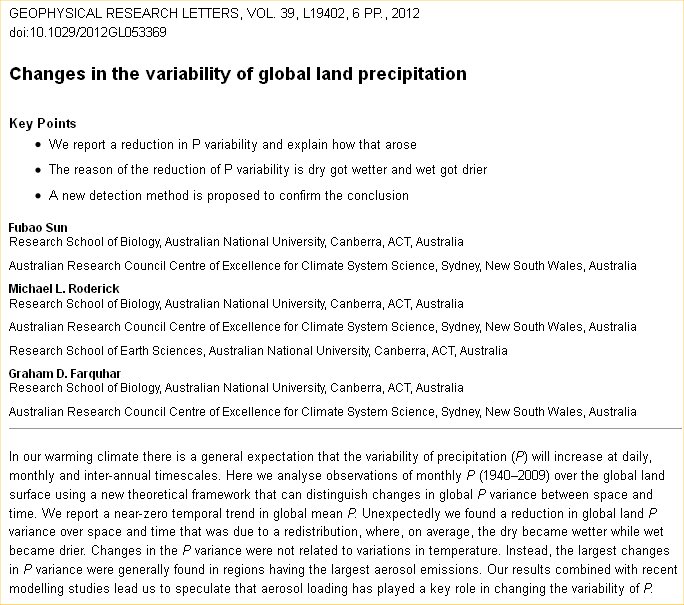 GEOPHYSICAL RESEARCH LETTERS, VOL. 39, L19402, 6 PP., 2012
doi:10.1029/2012GL053369
Changes in the variability of global land precipitation
Key Points
• We report a reduction in P variability and explain how that arose
• The reason of the reduction of P variability is dry got wetter and wet got drier
• A new detection method is proposed to confirm the conclusion
Fubao Sun
Research School of Biology, Australian National University, Canberra, ACT, Australia
Australian Research Council Centre of Excellence for Climate System Science, Sydney, New South Wales, Australia
Michael L. Roderick
Research School of Biology, Australian National University, Canberra, ACT, Australia
Australian Research Council Centre of Excellence for Climate System Science, Sydney, New South Wales, Australia
Research School of Earth Sciences, Australian National University, Canberra, ACT, Australia
Graham D. Farquhar
Research School of Biology, Australian National University, Canberra, ACT, Australia
Australian Research Council Centre of Excellence for Climate System Science, Sydney, New South Wales, Australia
In our warming climate there is a general expectation that the variability of precipitation (P) will increase at daily,
monthly and inter-annual timescales. Here we analyse observations of monthly P (1940–2009) over the global land
surface using a new theoretical framework that can distinguish changes in global P variance between space and
time. We report a near-zero temporal trend in global mean P. Unexpectedly we found a reduction in global land P
variance over space and time that was due to a redistribution, where, on average, the dry became wetter while wet
became drier. Changes in the P variance were not related to variations in temperature. Instead, the largest changes
in P variance were generally found in regions having the largest aerosol emissions. Our results combined with recent
modelling studies lead us to speculate that aerosol loading has played a key role in changing the variability of P.